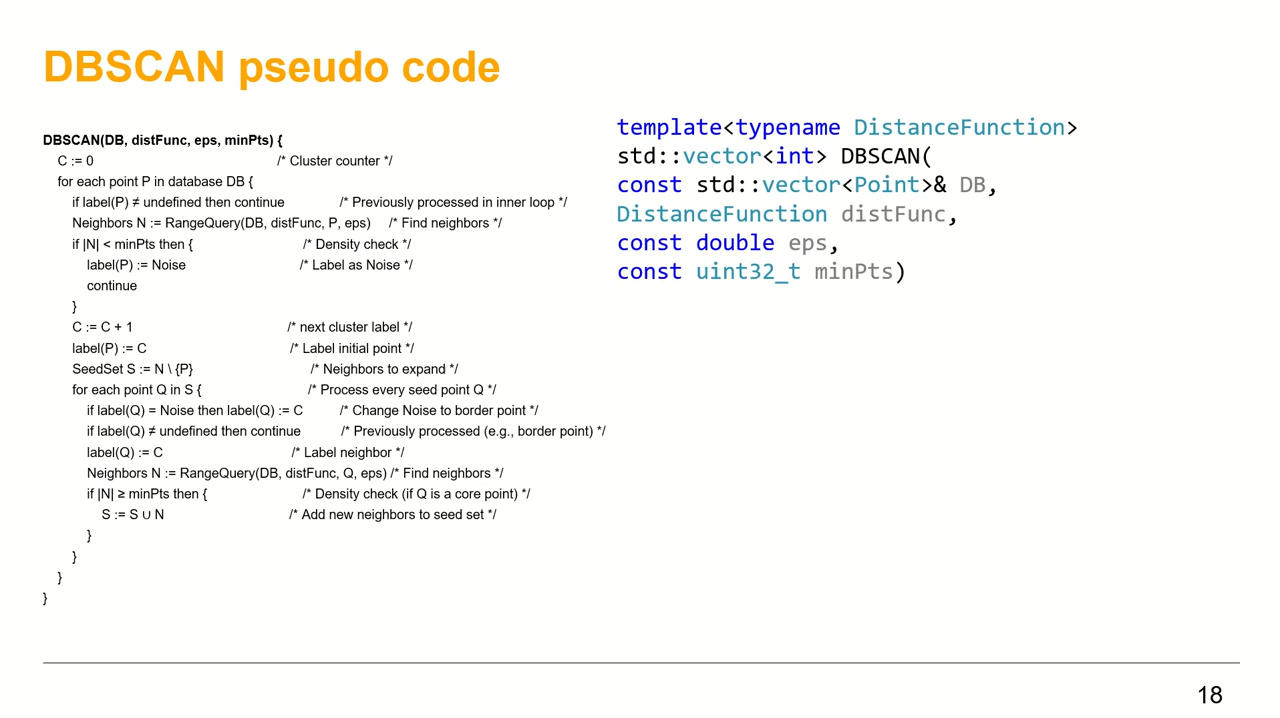 DBSCAN pseudo code
DBSCAN(DB, distFunc, eps, minPts) {
C := 0 /* Cluster counter */
for each point P in database DB {
if label(P) ≠ undefined then continue /* Previously processed in inner loop */
Neighbors N := RangeQuery(DB, distFunc, P, eps) /* Find neighbors */
if |N| < minPts then { /* Density check */
label(P) := Noise /* Label as Noise */
continue
}
C := C + 1 /* next cluster label */
label(P) := C /* Label initial point */
SeedSet S := N \ {P} /* Neighbors to expand */
for each point Q in S { /* Process every seed point Q */
if label(Q) = Noise then label(Q) := C /* Change Noise to border point */
if label(Q) ≠ undefined then continue /* Previously processed (e.g., border point) */
label(Q) := C /* Label neighbor */
Neighbors N := RangeQuery(DB, distFunc, Q, eps) /* Find neighbors */
if |N| ≥ minPts then { /* Density check (if Q is a core point) */
S := S ∪ N /* Add new neighbors to seed set */
}
}
}
}
template<typename DistanceFunction>
std::vector<int> DBSCAN(
const std::vector<Point>& DB,
DistanceFunction distFunc,
const double eps,
const uint32_t minPts)
18